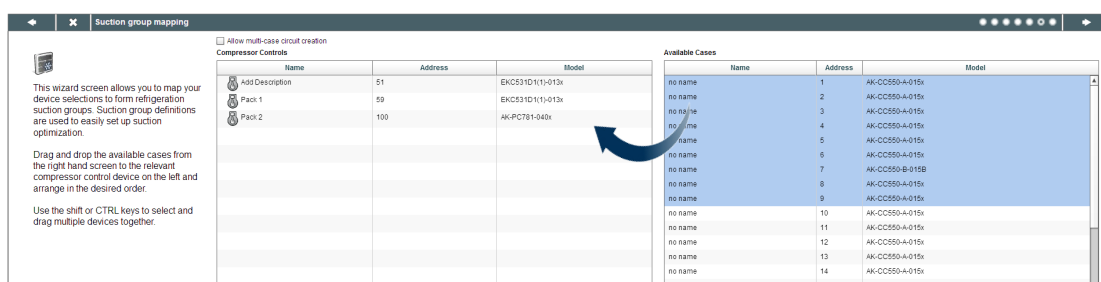 Suction group mapping
This wizard screen allows you to map your
device selections to form refrigeration
suction groups. Suction group definitions
are used to easily set up suction
optimization.
Drag and drop the available cases from
the right hand screen to the relevant
compressor control device on the left and
arrange in the desired order.
Use the shift or CTRL keys to select and
drag multiple devices together.
Allow multi-case circuit creation
Compressor Controls
Name Address Model
Add Description 51 EKC531D1(1)-013x
Pack 1 59 EKC531D1(1)-013x
Pack 2 100 AK-PC781-040x
Available Cases
Name Address Model
no name 1 AK-CC550-A-015x
no name 2 AK-CC550-A-015x
no name 3 AK-CC550-A-015x
no name 4 AK-CC550-A-015x
no name 5 AK-CC550-A-015x
no name 6 AK-CC550-A-015x
no name 7 AK-CC550-B-015B
no name 8 AK-CC550-A-015x
no name 9 AK-CC550-A-015x
no name 10 AK-CC550-A-015x
no name 11 AK-CC550-A-015x
no name 12 AK-CC550-A-015x
no name 13 AK-CC550-A-015x
no name 14 AK-CC550-A-015x